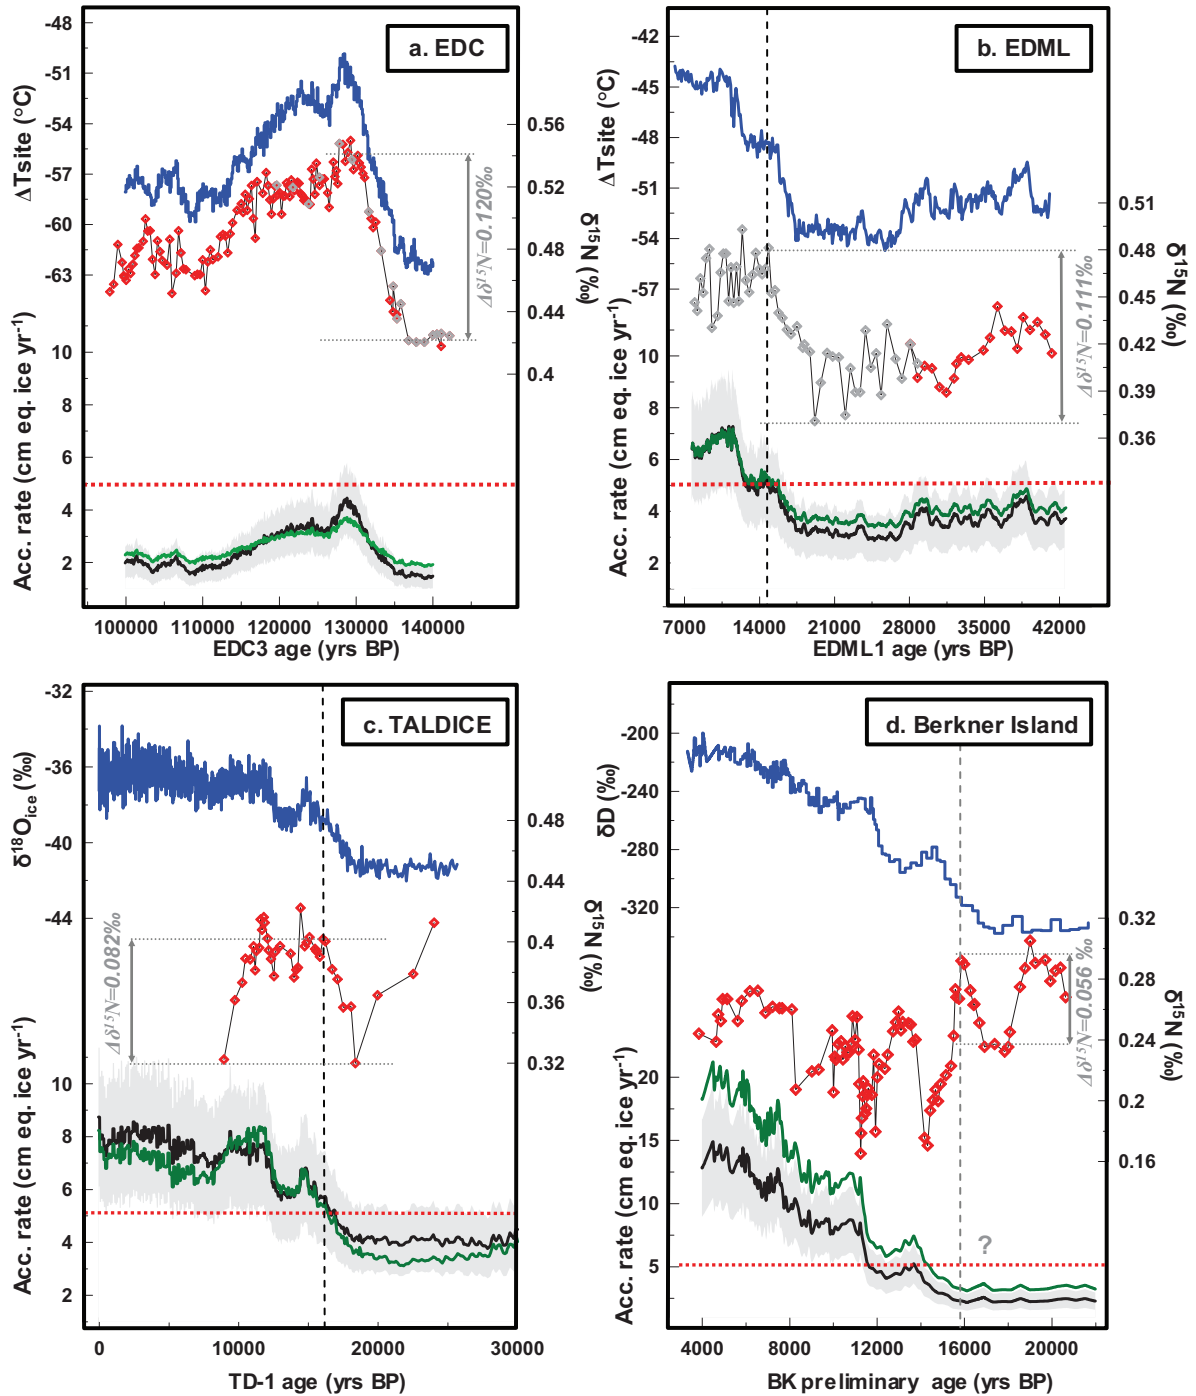 a. EDC
ΔTsite (°C)
-48
-51
-54
-57
-60
-63
0.56
0.52
0.48
0.44
0.4
δ¹⁵N (‰)
Δδ¹⁵N=0.120‰
Acc. rate (cm eq. ice yr⁻¹)
10
8
6
4
2
100000 110000 120000 130000 140000
EDC3 age (yrs BP)
b. EDML
ΔTsite (°C)
-42
-45
-48
-51
-54
-57
0.51
0.48
0.45
0.42
0.39
0.36
δ¹⁵N (‰)
Δδ¹⁵N=0.111‰
Acc. rate (cm eq. ice yr⁻¹)
10
8
6
4
2
7000 14000 21000 28000 35000 42000
EDML1 age (yrs BP)
c. TALDICE
δ¹⁸Oice (‰)
-32
-36
-40
-44
0.48
0.44
0.4
0.36
0.32
δ¹⁵N (‰)
Δδ¹⁵N=0.082‰
Acc. rate (cm eq. ice yr⁻¹)
10
8
6
4
2
0 10000 20000 30000
TD-1 age (yrs BP)
d. Berkner Island
δD (‰)
-200
-240
-280
-320
0.32
0.28
0.24
0.2
0.16
δ¹⁵N (‰)
Δδ¹⁵N=0.056 ‰
Acc. rate (cm eq. ice yr⁻¹)
20
15
10
5
?
4000 8000 12000 16000 20000
BK preliminary age (yrs BP)